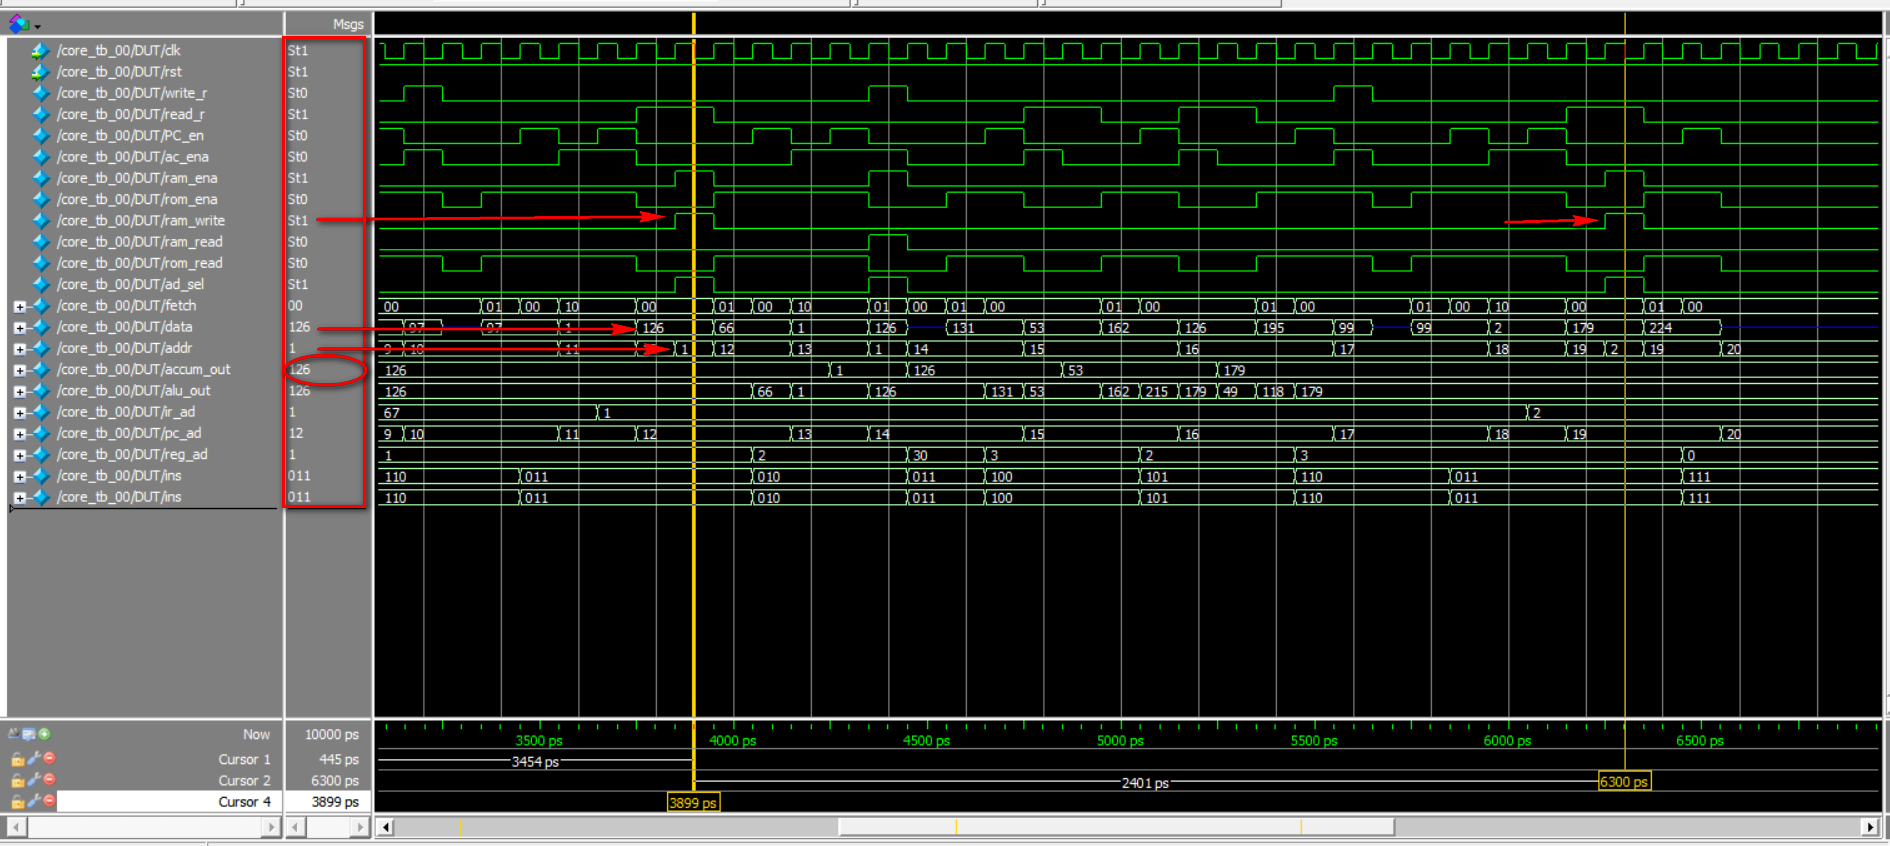 Msgs
/core_tb_00/DUT/clk St1
/core_tb_00/DUT/rst St1
/core_tb_00/DUT/write_r St0
/core_tb_00/DUT/read_r St1
/core_tb_00/DUT/PC_en St0
/core_tb_00/DUT/ac_ena St0
/core_tb_00/DUT/ram_ena St1
/core_tb_00/DUT/rom_ena St0
/core_tb_00/DUT/ram_write St1
/core_tb_00/DUT/ram_read St0
/core_tb_00/DUT/rom_read St0
/core_tb_00/DUT/ad_sel St1
/core_tb_00/DUT/fetch 00 00 01 00 10 00 01 00 10 01 00 01 00 01 00 01 00 01 00 10 00 01 00
/core_tb_00/DUT/data 126 97 97 1 126 66 1 126 131 53 162 126 195 99 99 2 179 224
/core_tb_00/DUT/addr 1 9 10 11 1 12 13 1 14 15 16 17 18 19 2 19 20
/core_tb_00/DUT/accum_out 126 126 1 126 53 179
/core_tb_00/DUT/alu_out 126 126 66 1 126 131 53 162 215 179 49 118 179
/core_tb_00/DUT/ir_ad 1 67 1 2
/core_tb_00/DUT/pc_ad 12 9 10 11 12 13 14 15 16 17 18 19 20
/core_tb_00/DUT/reg_ad 1 1 2 30 3 2 3 0
/core_tb_00/DUT/ins 011 110 011 010 011 100 101 110 011 111
/core_tb_00/DUT/ins 011 110 011 010 011 100 101 110 011 111
Now 10000 ps 3500 ps 4000 ps 4500 ps 5000 ps 5500 ps 6000 ps 6500 ps
Cursor 1 445 ps 3454 ps
Cursor 2 6300 ps 2401 ps 6300 ps
Cursor 4 3899 ps 3899 ps